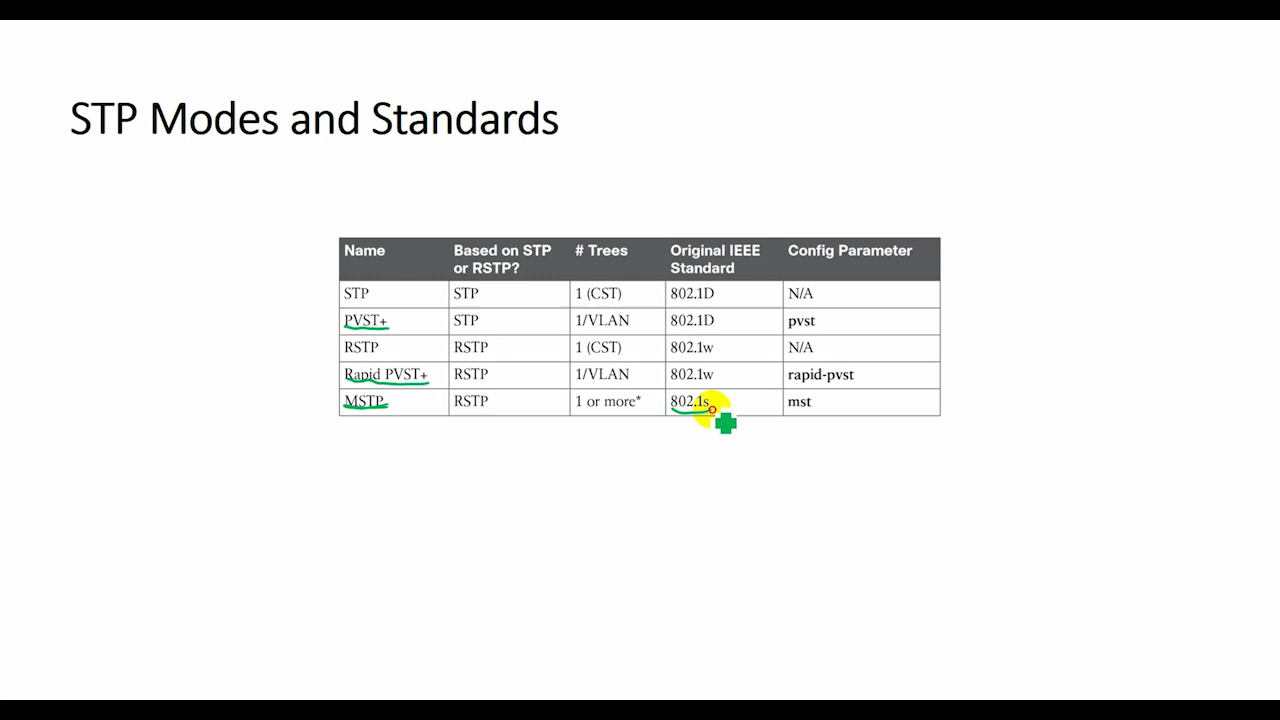 STP Modes and Standards
Name Based on STP or RSTP? # Trees Original IEEE Standard Config Parameter
STP STP 1 (CST) 802.1D N/A
PVST+ STP 1/VLAN 802.1D pvst
RSTP RSTP 1 (CST) 802.1w N/A
Rapid PVST+ RSTP 1/VLAN 802.1w rapid-pvst
MSTP RSTP 1 or more* 802.1s mst